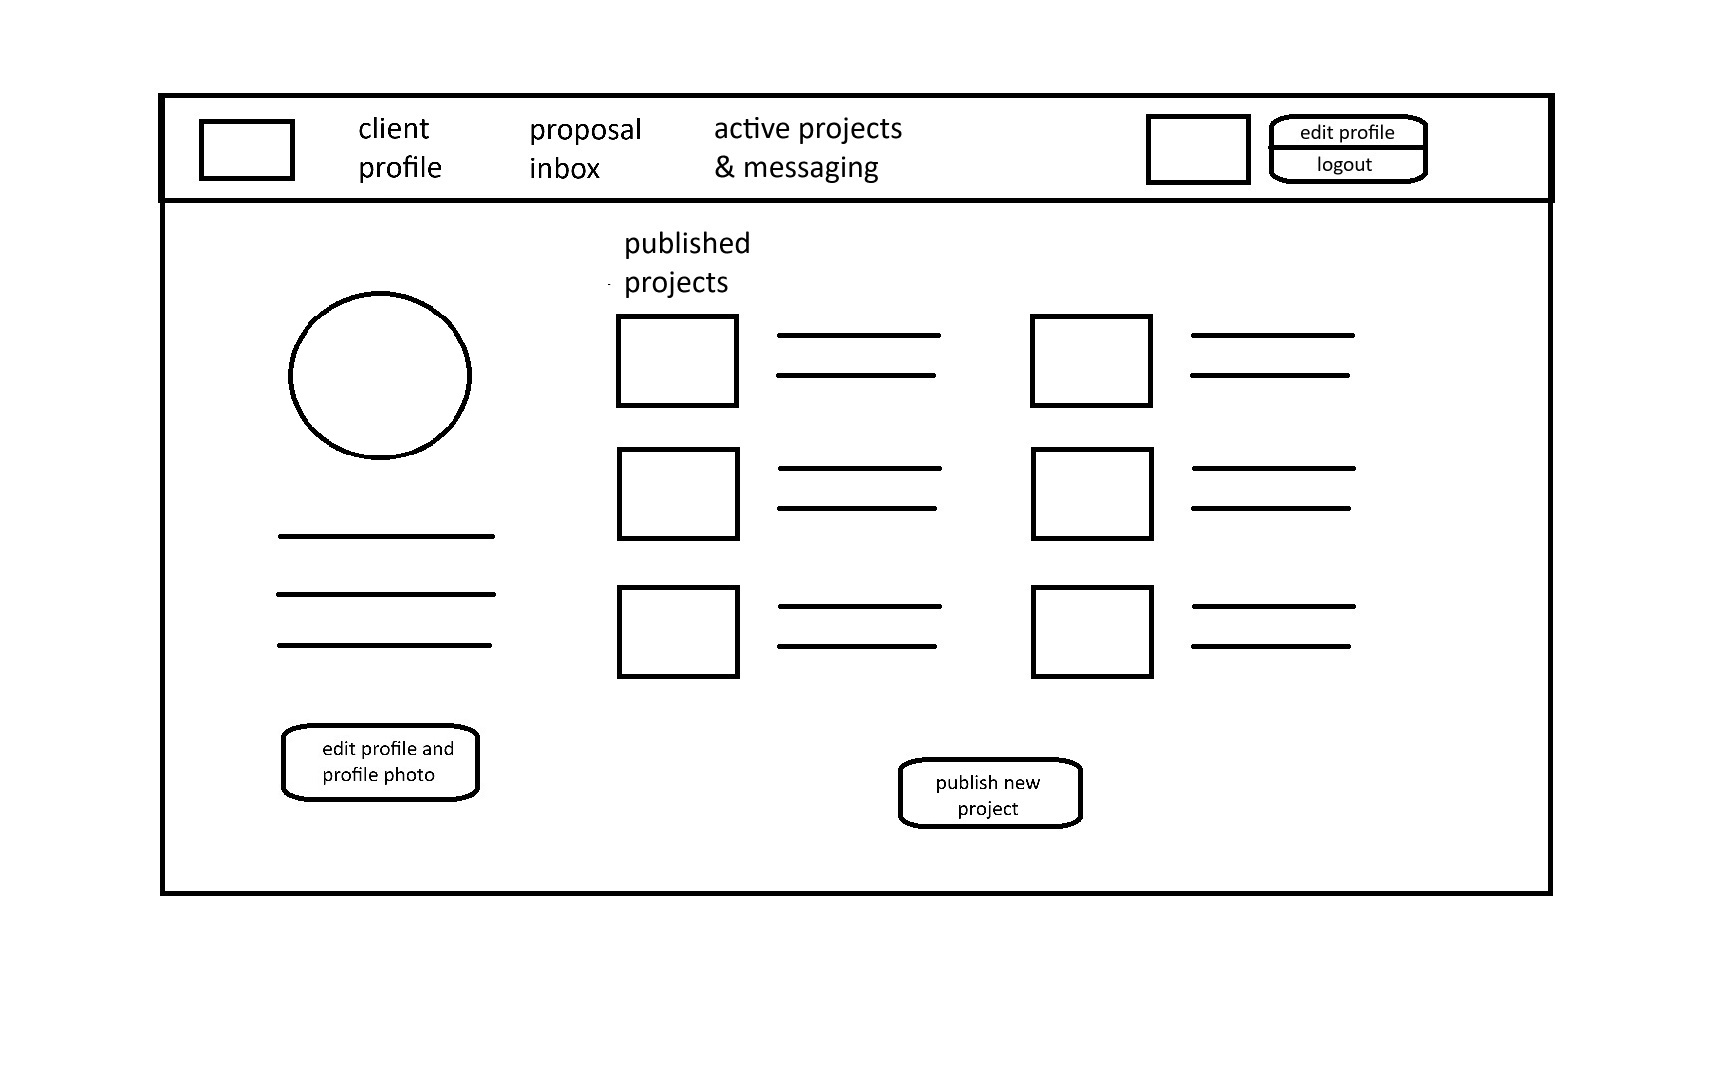 client
profile
proposal
inbox
active projects
& messaging
edit profile
logout
published
projects
edit profile and
profile photo
publish new
project